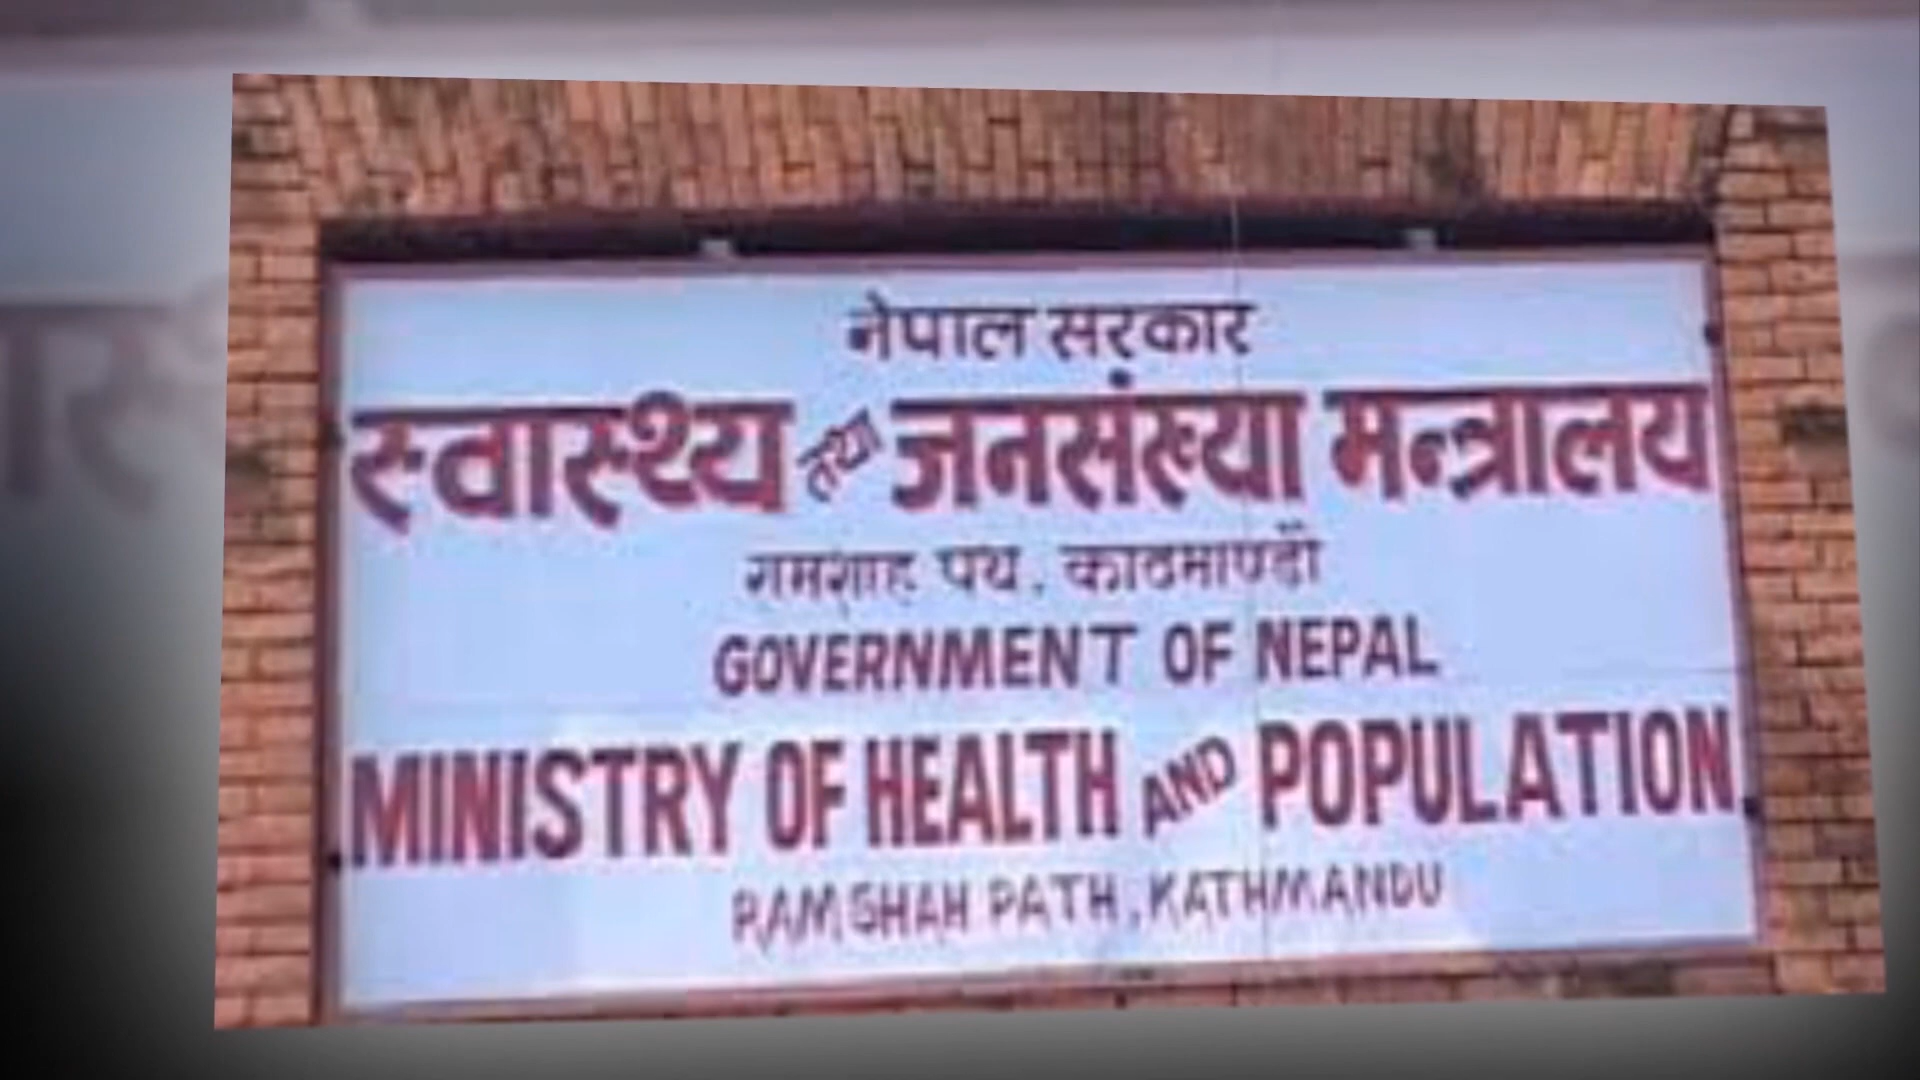 नेपाल सरकार
स्वास्थ्य तथा जनसंख्या मन्त्रालय
रामशाह पथ, काठमाण्डौं
GOVERNMENT OF NEPAL
MINISTRY OF HEALTH AND POPULATION
RAMSHAH PATH, KATHMANDU